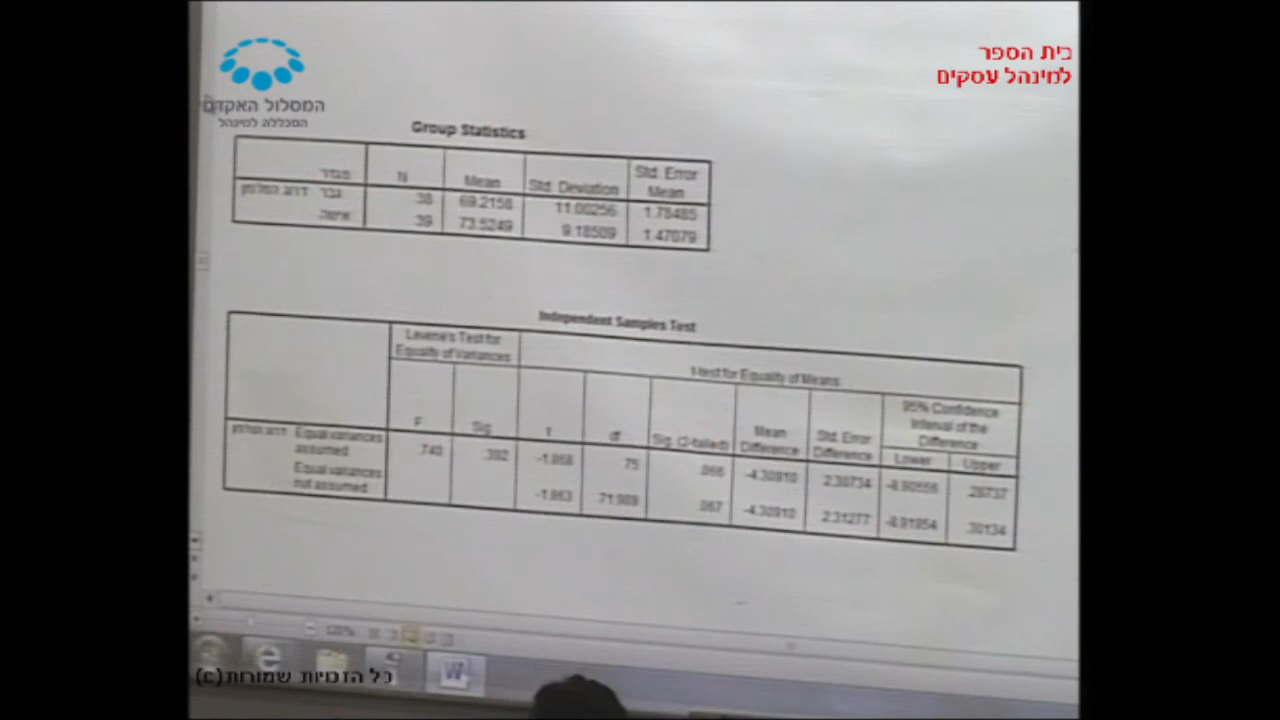 בית הספר
למינהל עסקים
המסלול האקדמי
המכללה למינהל
Group Statistics
מגדר N Mean Std. Deviation Std. Error Mean
גבר 38 69.2158 11.00256 1.78485
אישה 39 73.5249 9.18509 1.47079
Independent Samples Test
Levene's Test for Equality of Variances
t-test for Equality of Means
95% Confidence Interval of the Difference
F Sig. t df Sig. (2-tailed) Mean Difference Std. Error Difference Lower Upper
Equal variances assumed .740 .392 -1.868 75 .066 -4.30910 2.30734 -8.90556 .28737
Equal variances not assumed -1.863 71.989 .067 -4.30910 2.31277 -8.91954 .30134
כל הזכויות שמורות(c)